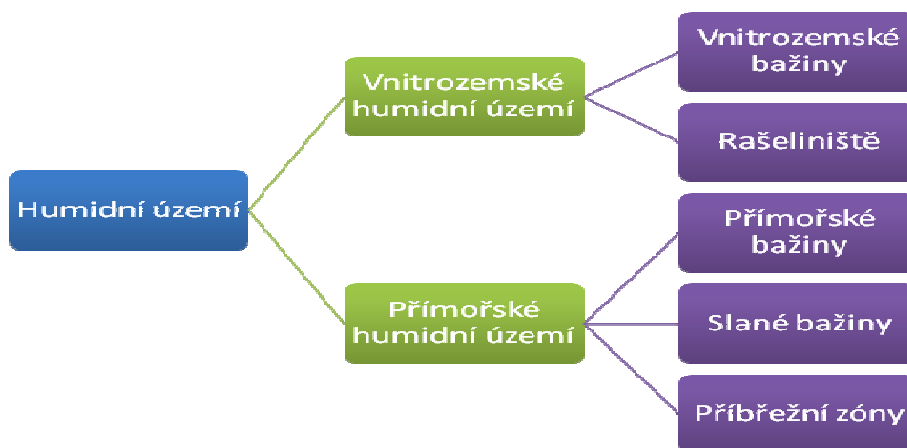 Humidní území
Vnitrozemské
humidní území
Přímořské
humidní území
Vnitrozemské
bažiny
Rašeliniště
Přímořské
bažiny
Slané bažiny
Příbřežní zóny